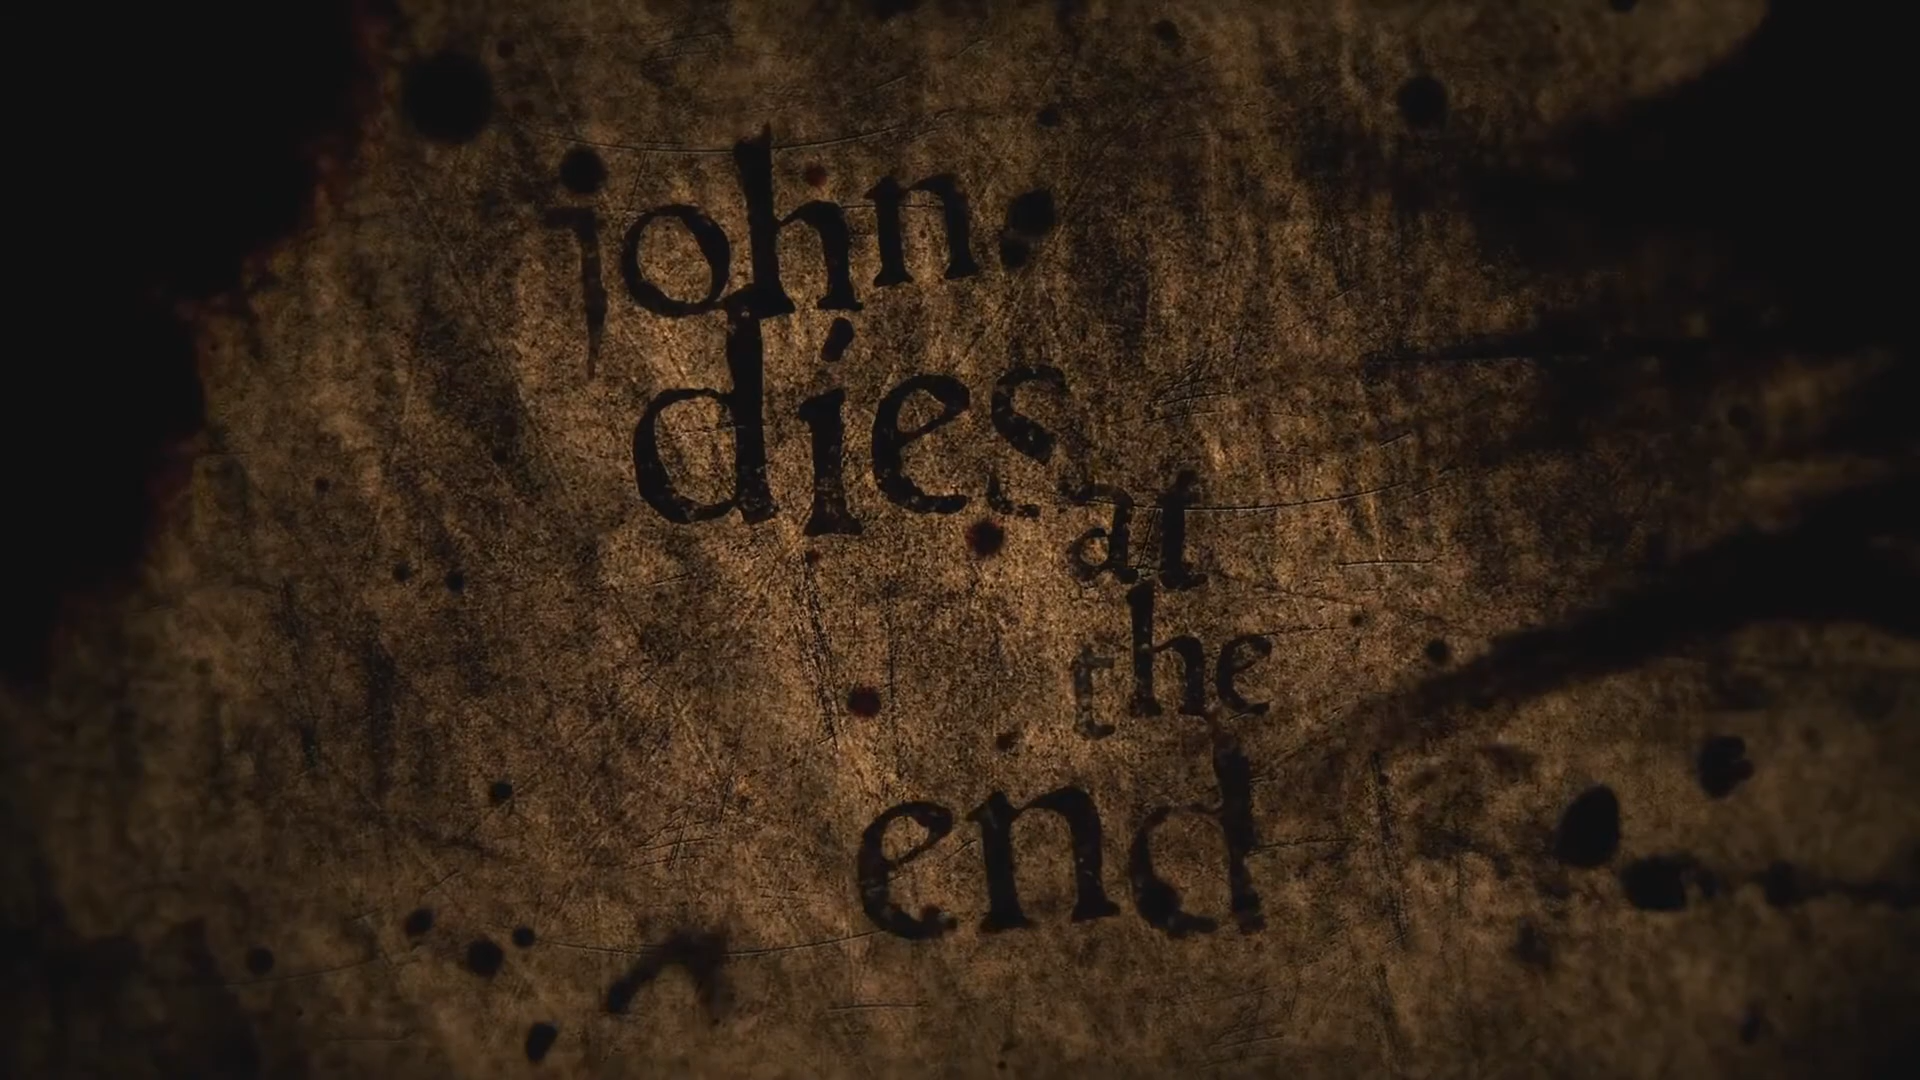 john
dies
at
the
end